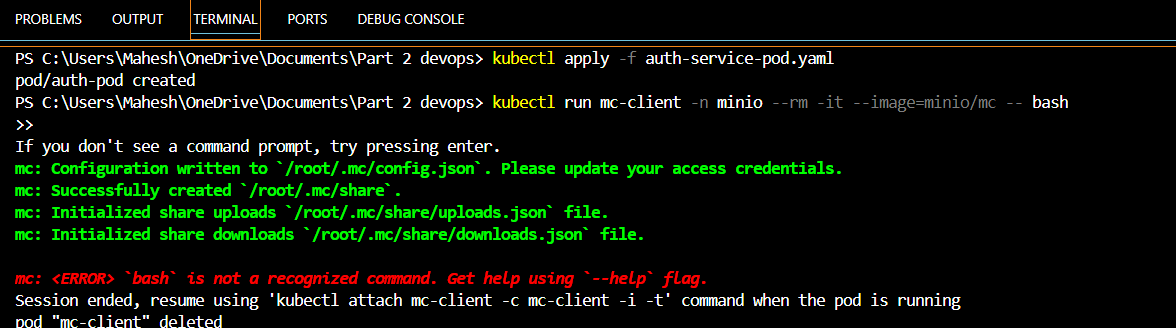 PROBLEMS OUTPUT TERMINAL PORTS DEBUG CONSOLE
PS C:\Users\Mahesh\OneDrive\Documents\Part 2 devops> kubectl apply -f auth-service-pod.yaml
pod/auth-pod created
PS C:\Users\Mahesh\OneDrive\Documents\Part 2 devops> kubectl run mc-client -n minio --rm -it --image=minio/mc -- bash
>>
If you don't see a command prompt, try pressing enter.
mc: Configuration written to `/root/.mc/config.json`. Please update your access credentials.
mc: Successfully created `/root/.mc/share`.
mc: Initialized share uploads `/root/.mc/share/uploads.json` file.
mc: Initialized share downloads `/root/.mc/share/downloads.json` file.
mc: <ERROR> `bash` is not a recognized command. Get help using `--help` flag.
Session ended, resume using 'kubectl attach mc-client -c mc-client -i -t' command when the pod is running
pod "mc-client" deleted